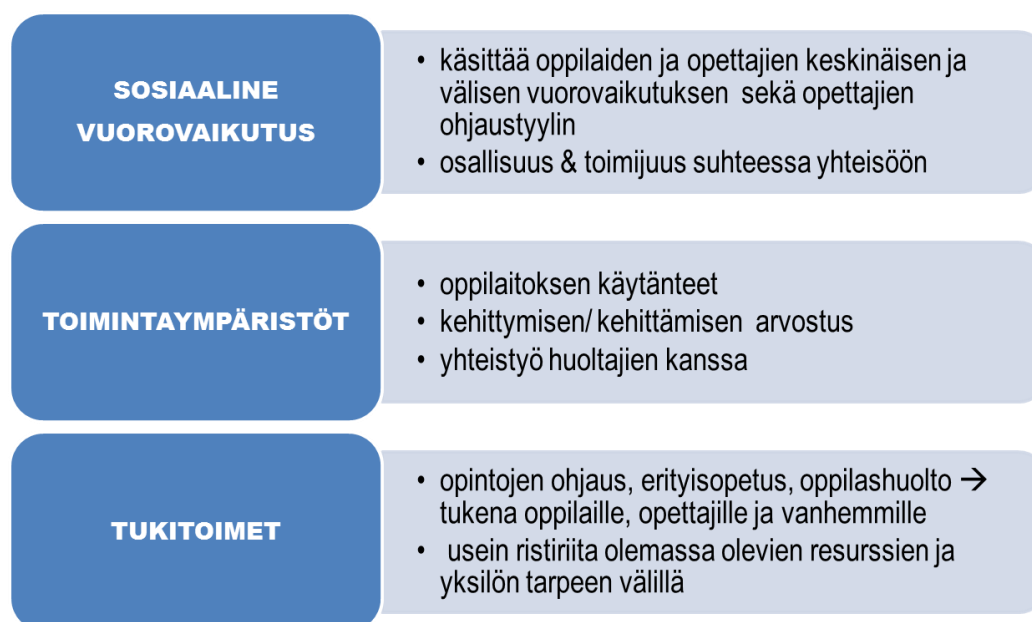 SOSIAALINE
VUOROVAIKUTUS
• käsittää oppilaiden ja opettajien keskinäisen ja
välisen vuorovaikutuksen sekä opettajien
ohjaustyylin
• osallisuus & toimijuus suhteessa yhteisöön
TOIMINTAYMPÄRISTÖT
• oppilaitoksen käytänteet
• kehittymisen/ kehittämisen arvostus
• yhteistyö huoltajien kanssa
TUKITOIMET
• opintojen ohjaus, erityisopetus, oppilashuolto →
tukena oppilaille, opettajille ja vanhemmille
• usein ristiriita olemassa olevien resurssien ja
yksilön tarpeen välillä